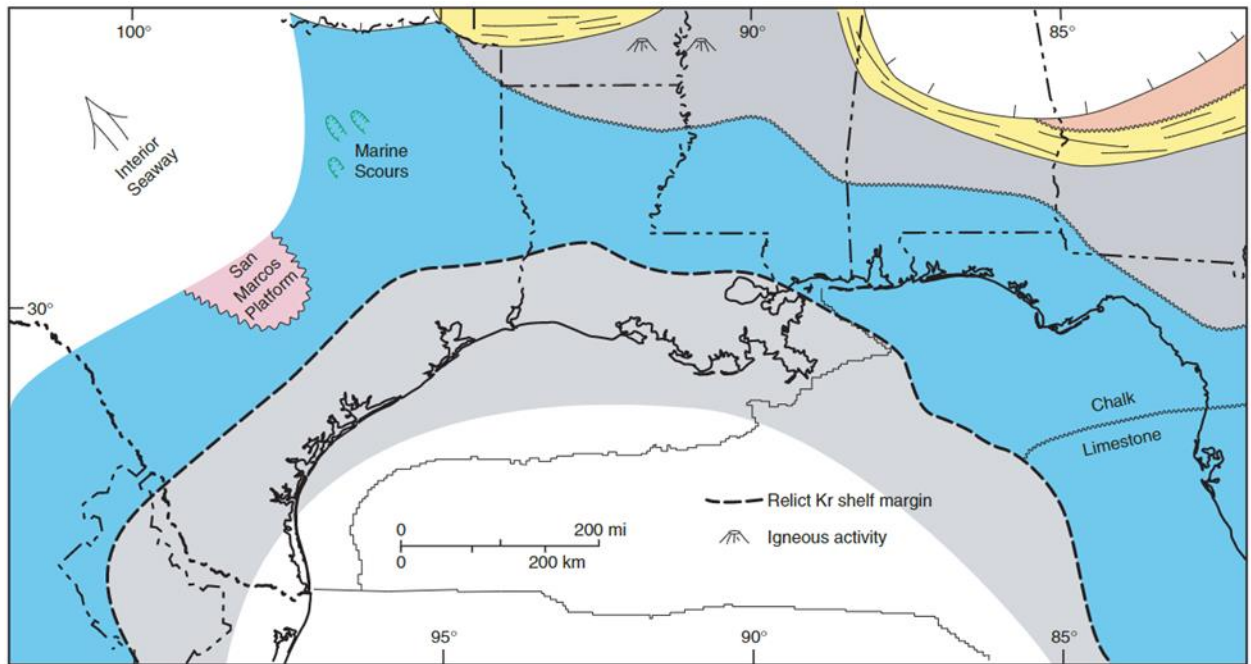 100°
90°
85°
Interior
Seaway
Marine
Scours
San
Marcos
Platform
30°
Chalk
Limestone
Relict Kr shelf margin
0 200 mi
Igneous activity
0 200 km
95°
90°
85°